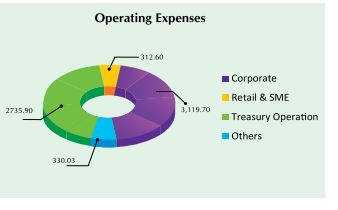 Operating Expenses
312.60
2735.90
3,119.70
330.03
Corporate
Retail & SME
Treasury Operation
Others